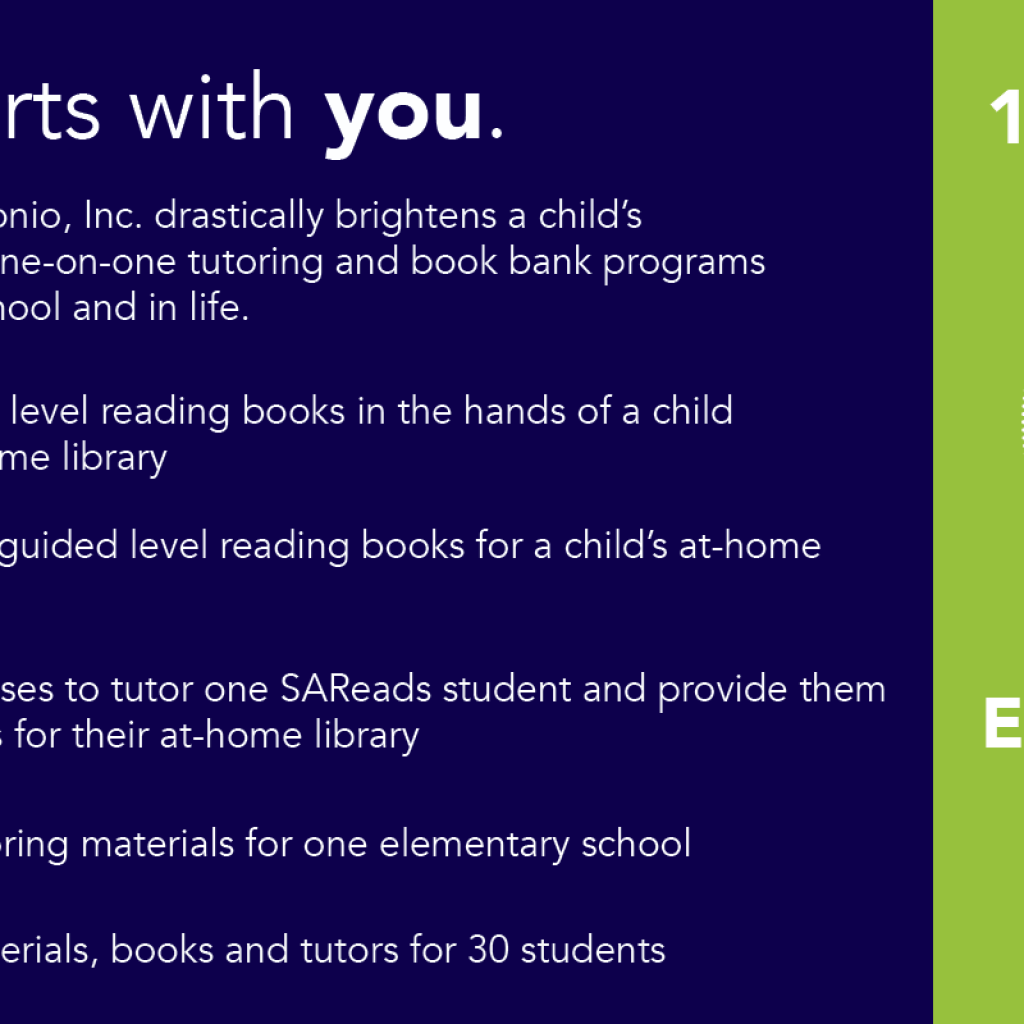 rts with you.
onio, Inc. drastically brightens a child’s
ne-on-one tutoring and book bank programs
hool and in life.
level reading books in the hands of a child
me library
guided level reading books for a child’s at-home
ses to tutor one SAReads student and provide them
s for their at-home library
oring materials for one elementary school
erials, books and tutors for 30 students
1
E